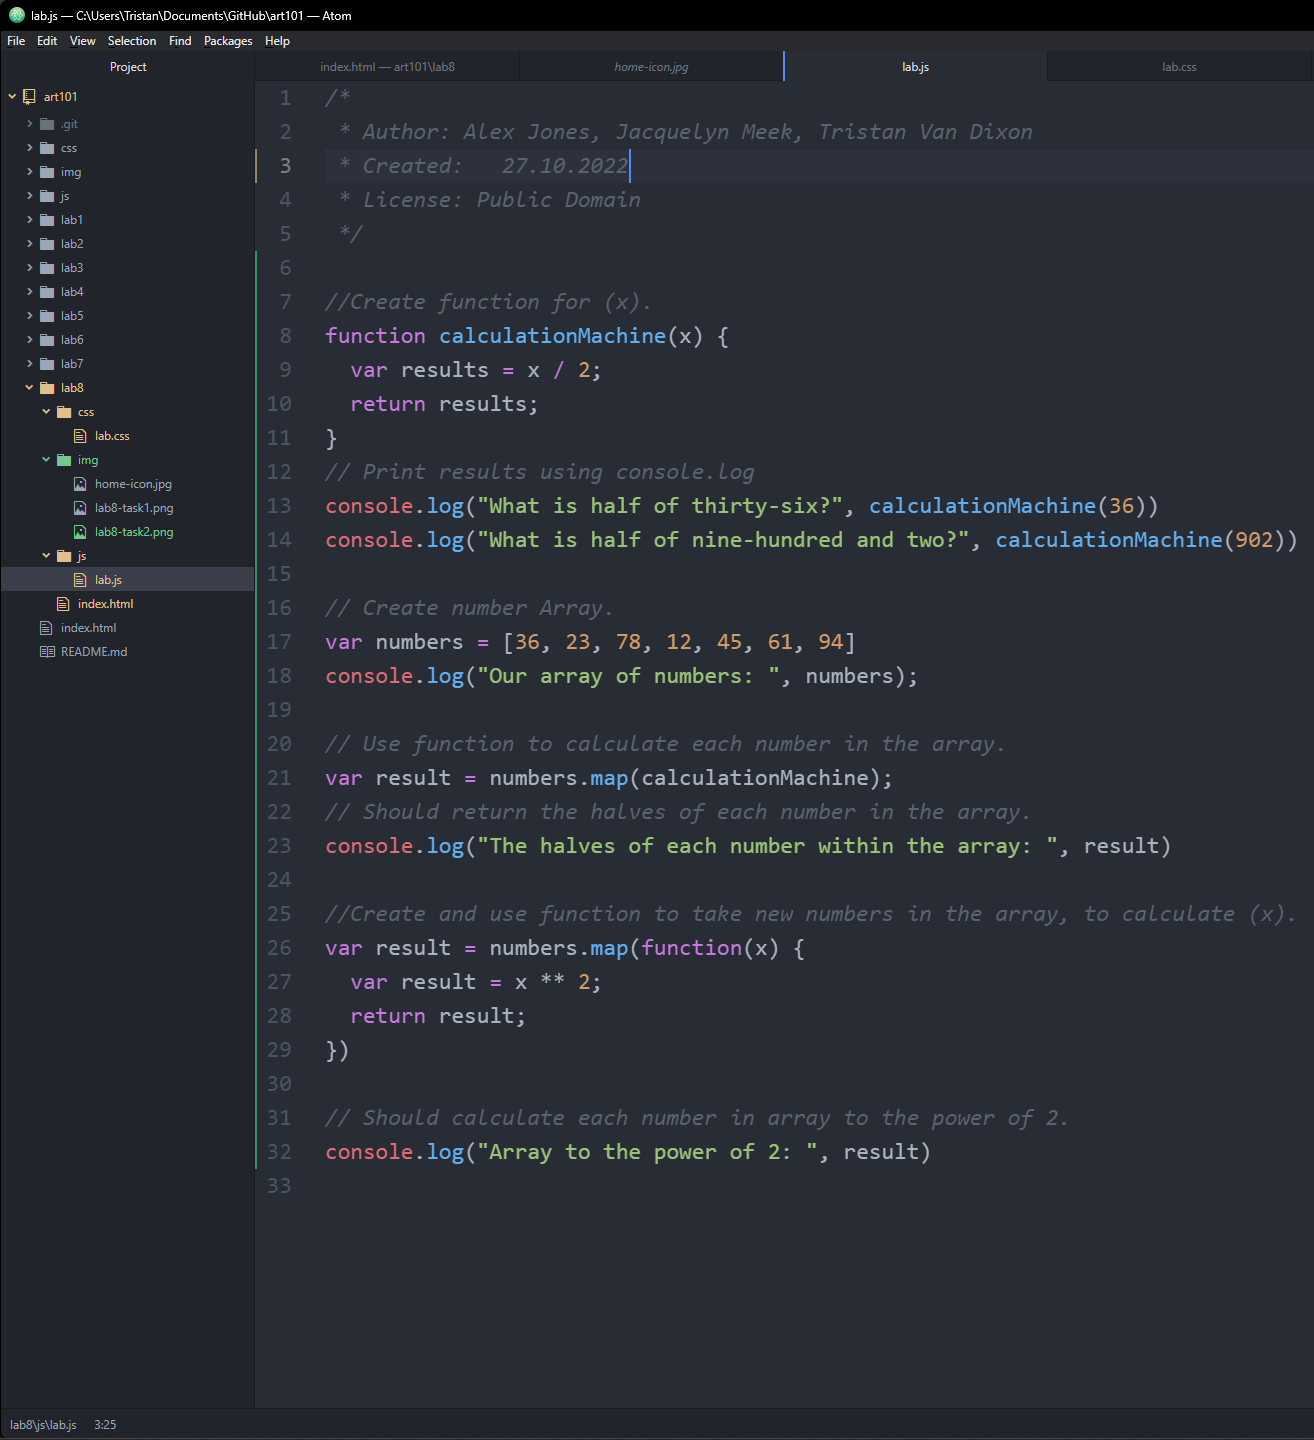 lab.js — C:\Users\Tristan\Documents\GitHub\art101 — Atom
File Edit View Selection Find Packages Help
Project
art101
.git
css
img
js
lab1
lab2
lab3
lab4
lab5
lab6
lab7
lab8
css
lab.css
img
home-icon.jpg
lab8-task1.png
lab8-task2.png
js
lab.js
index.html
index.html
README.md
index.html — art101\lab8 home-icon.jpg lab.js lab.css
1 /*
2  * Author: Alex Jones, Jacquelyn Meek, Tristan Van Dixon
3  * Created:   27.10.2022
4  * License: Public Domain
5  */
6
7 //Create function for (x).
8 function calculationMachine(x) {
9   var results = x / 2;
10   return results;
11 }
12 // Print results using console.log
13 console.log("What is half of thirty-six?", calculationMachine(36))
14 console.log("What is half of nine-hundred and two?", calculationMachine(902))
15
16 // Create number Array.
17 var numbers = [36, 23, 78, 12, 45, 61, 94]
18 console.log("Our array of numbers: ", numbers);
19
20 // Use function to calculate each number in the array.
21 var result = numbers.map(calculationMachine);
22 // Should return the halves of each number in the array.
23 console.log("The halves of each number within the array: ", result)
24
25 //Create and use function to take new numbers in the array, to calculate (x).
26 var result = numbers.map(function(x) {
27   var result = x ** 2;
28   return result;
29 })
30
31 // Should calculate each number in array to the power of 2.
32 console.log("Array to the power of 2: ", result)
33
lab8\js\lab.js 3:25